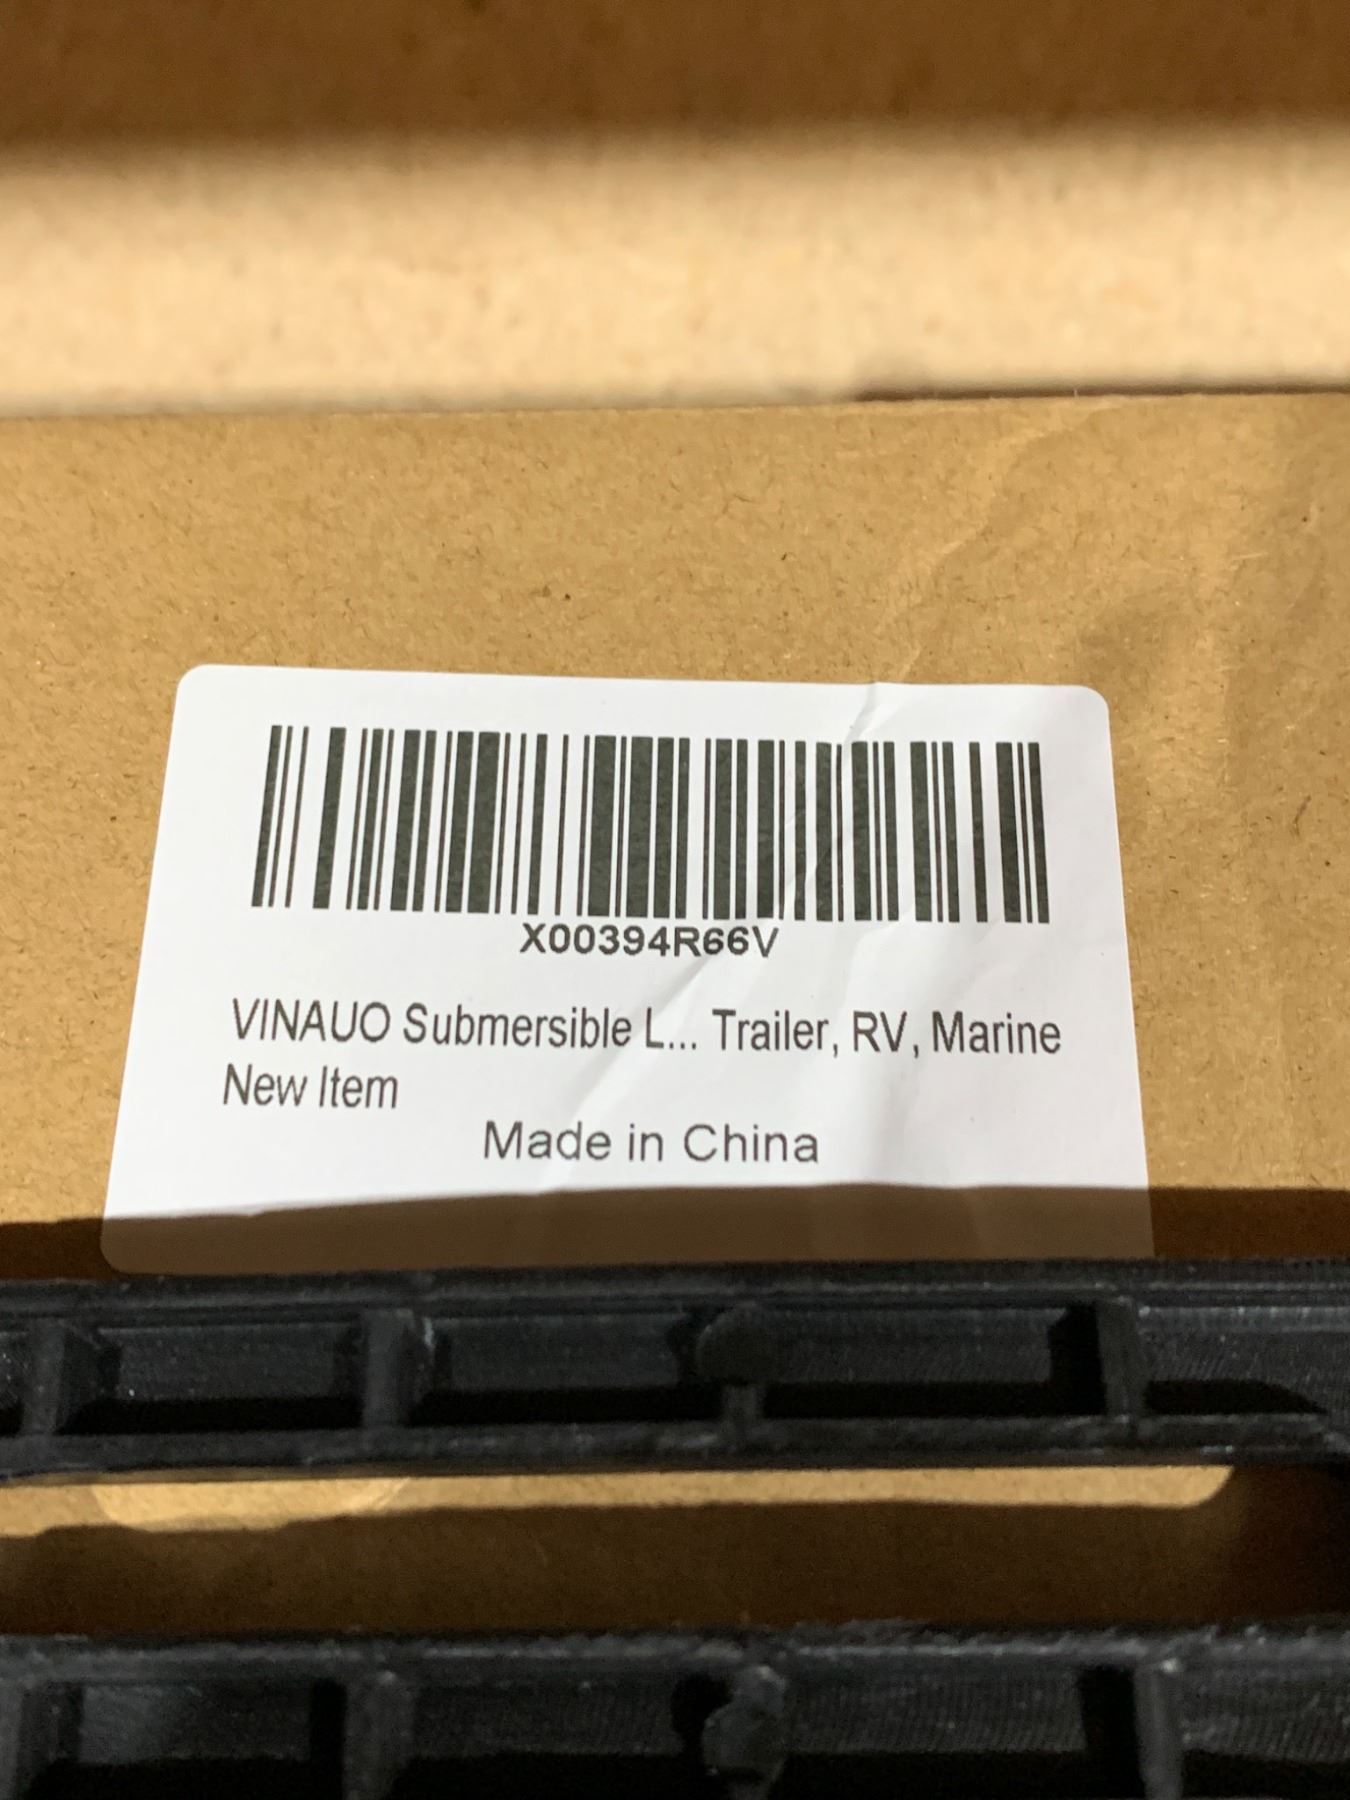 X00394R66V
VINAUO Submersible L... Trailer, RV, Marine
New Item
Made in China